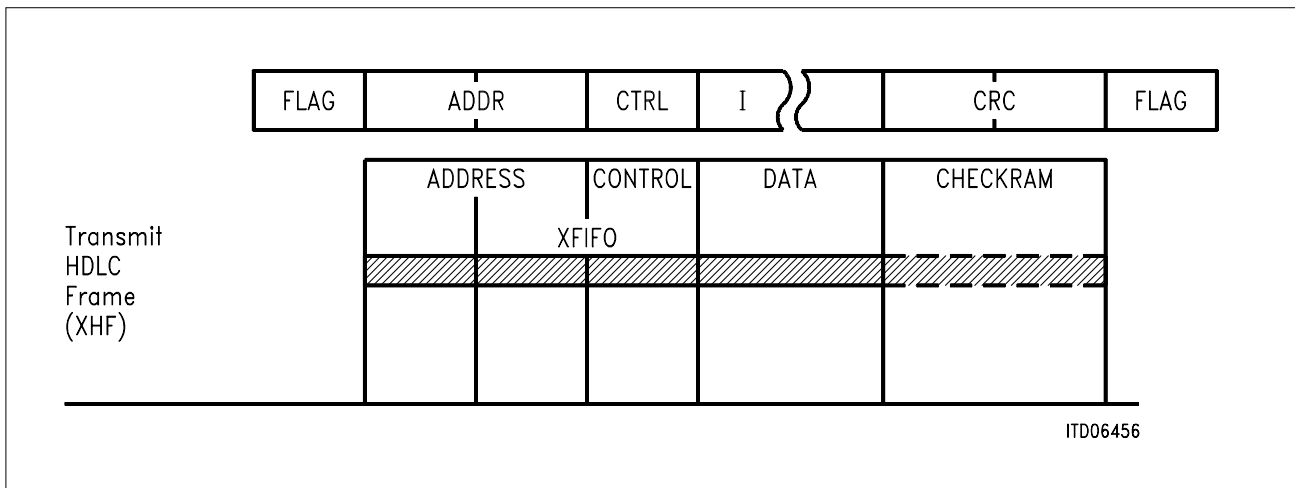 FLAG ADDR CTRL I CRC FLAG
ADDRESS CONTROL DATA CHECKRAM
XFIFO
Transmit
HDLC
Frame
(XHF)
ITD06456